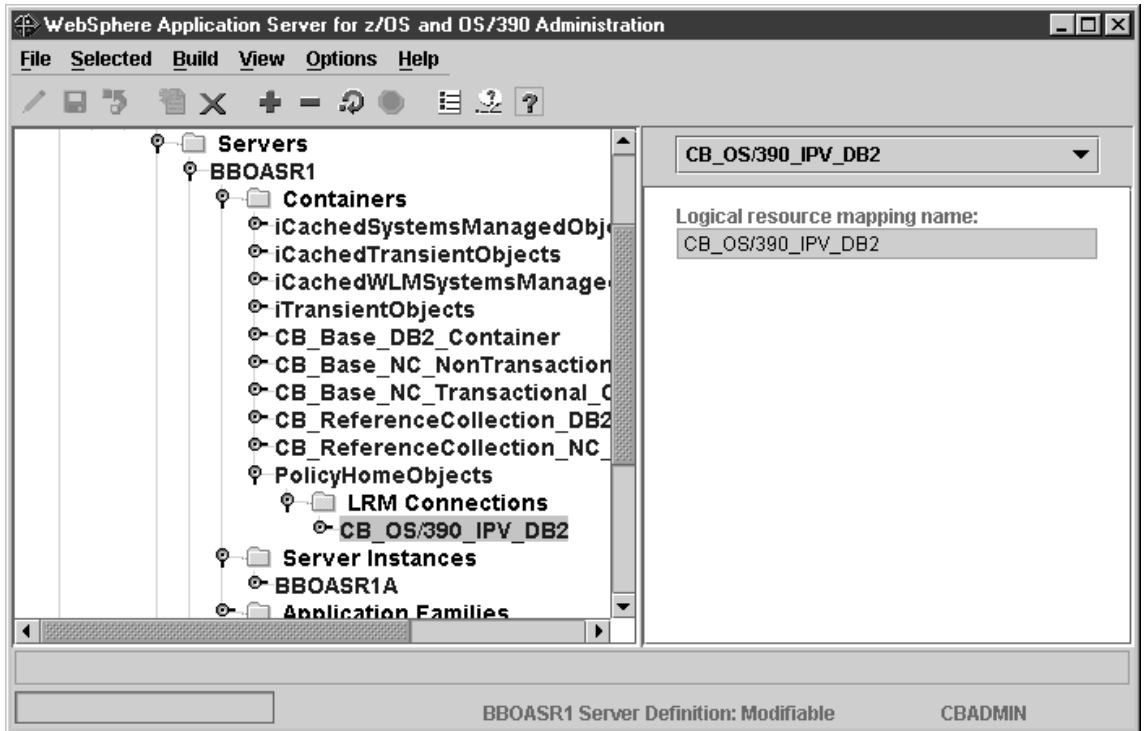 WebSphere Application Server for z/OS and OS/390 Administration
File Selected Build View Options Help
Servers
BBOASR1
Containers
iCachedSystemsManagedObj
iCachedTransientObjects
iCachedWLMSystemsManage
iTransientObjects
CB_Base_DB2_Container
CB_Base_NC_NonTransaction
CB_Base_NC_Transactional_C
CB_ReferenceCollection_DB2
CB_ReferenceCollection_NC_
PolicyHomeObjects
LRM Connections
CB_OS/390_IPV_DB2
Server Instances
BBOASR1A
Application Families
CB_OS/390_IPV_DB2
Logical resource mapping name:
CB_OS/390_IPV_DB2
BBOASR1 Server Definition: Modifiable CBADMIN